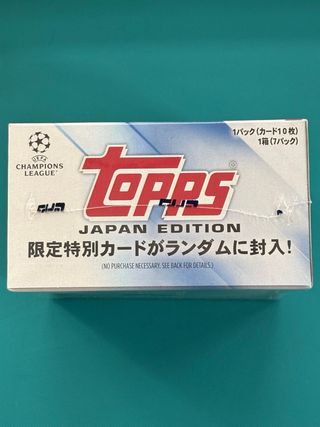 1パック(カード10枚)
1箱(7パック)
UEFA
CHAMPIONS
LEAGUE
Topps
JAPAN EDITION
限定特別カードがランダムに封入!
(NO PURCHASE NECESSARY. SEE BACK FOR DETAILS.)